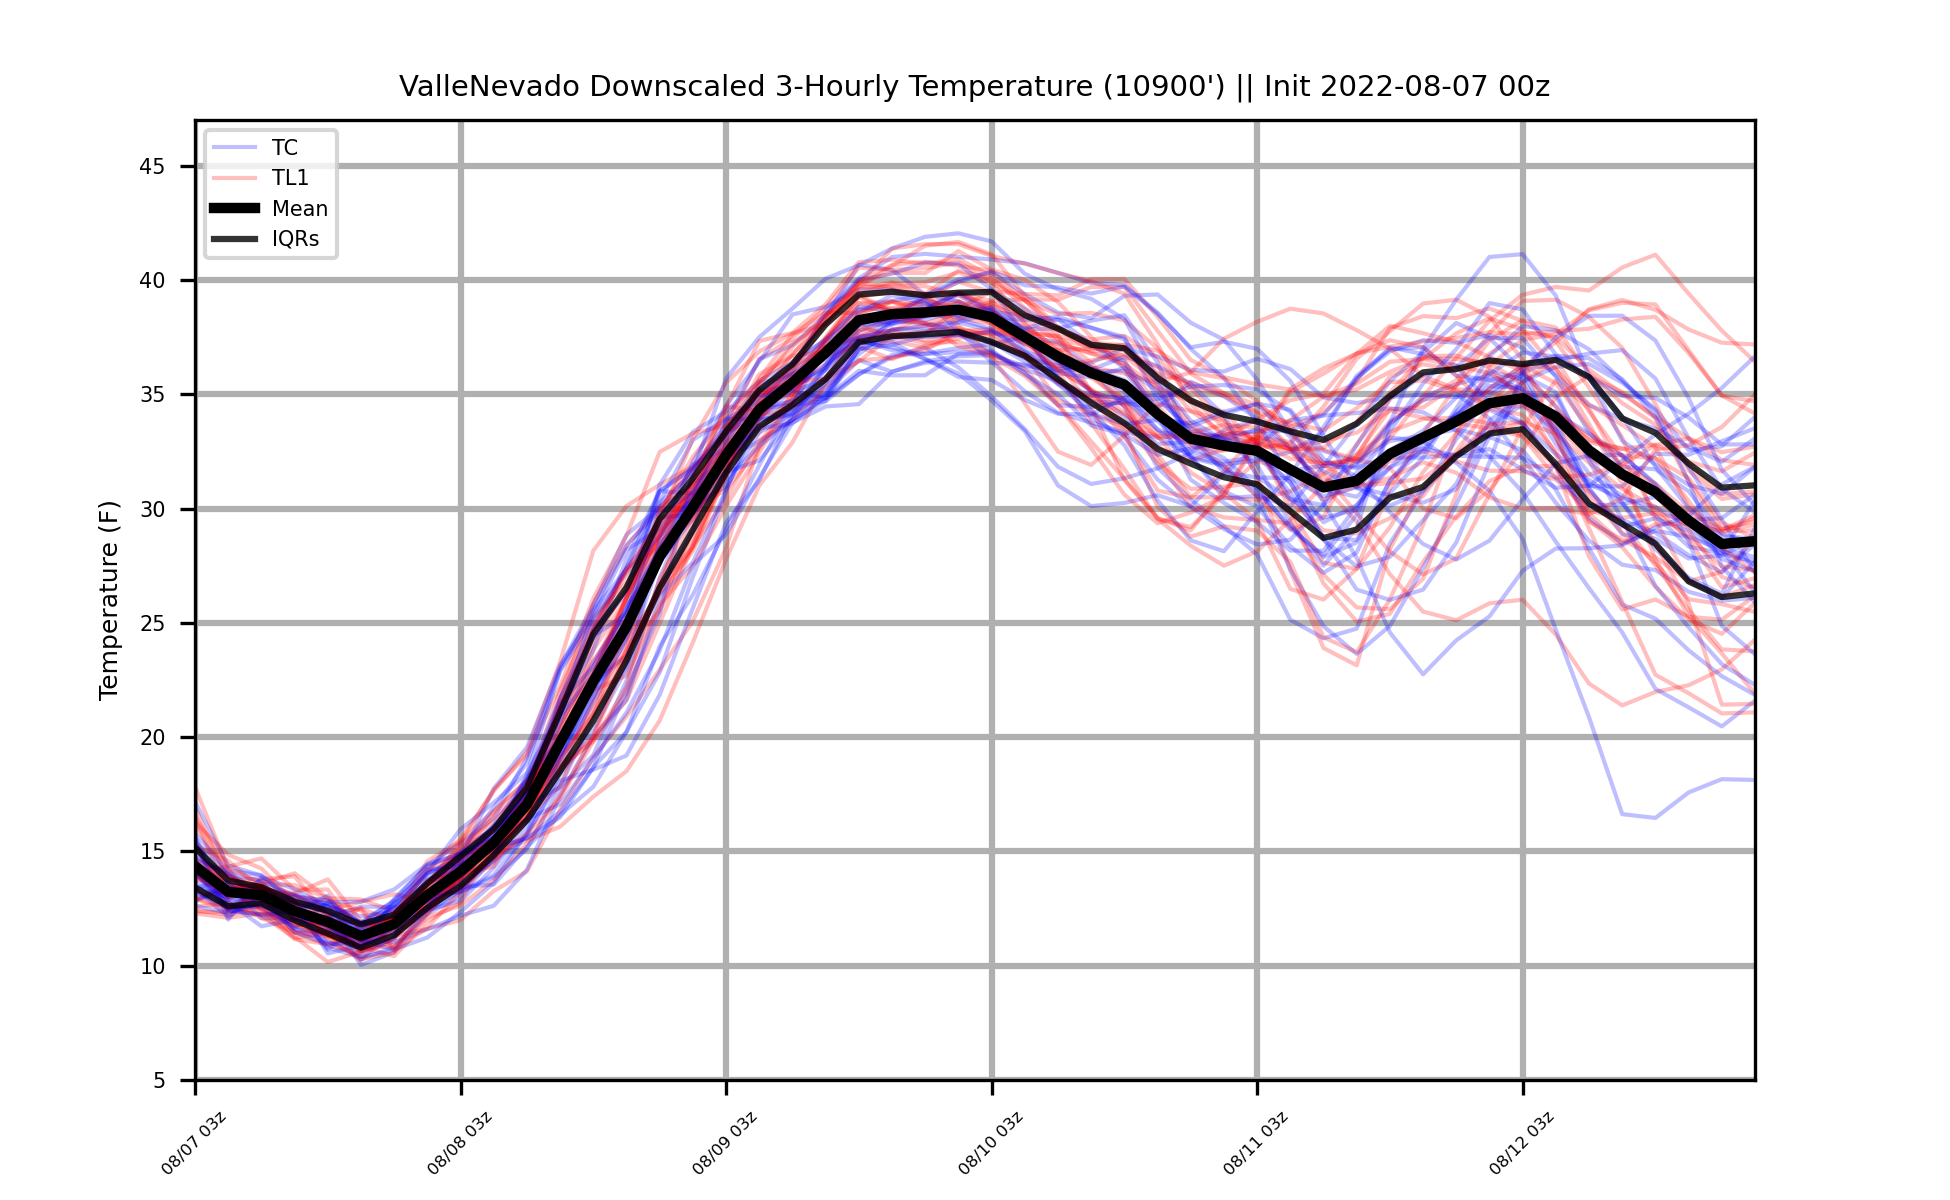 ValleNevado Downscaled 3-Hourly Temperature (10900') || Init 2022-08-07 00z
TC
TL1
Mean
IQRs
45
40
35
30
25
20
15
10
5
Temperature (F)
08/07 03z
08/08 03z
08/09 03z
08/10 03z
08/11 03z
08/12 03z